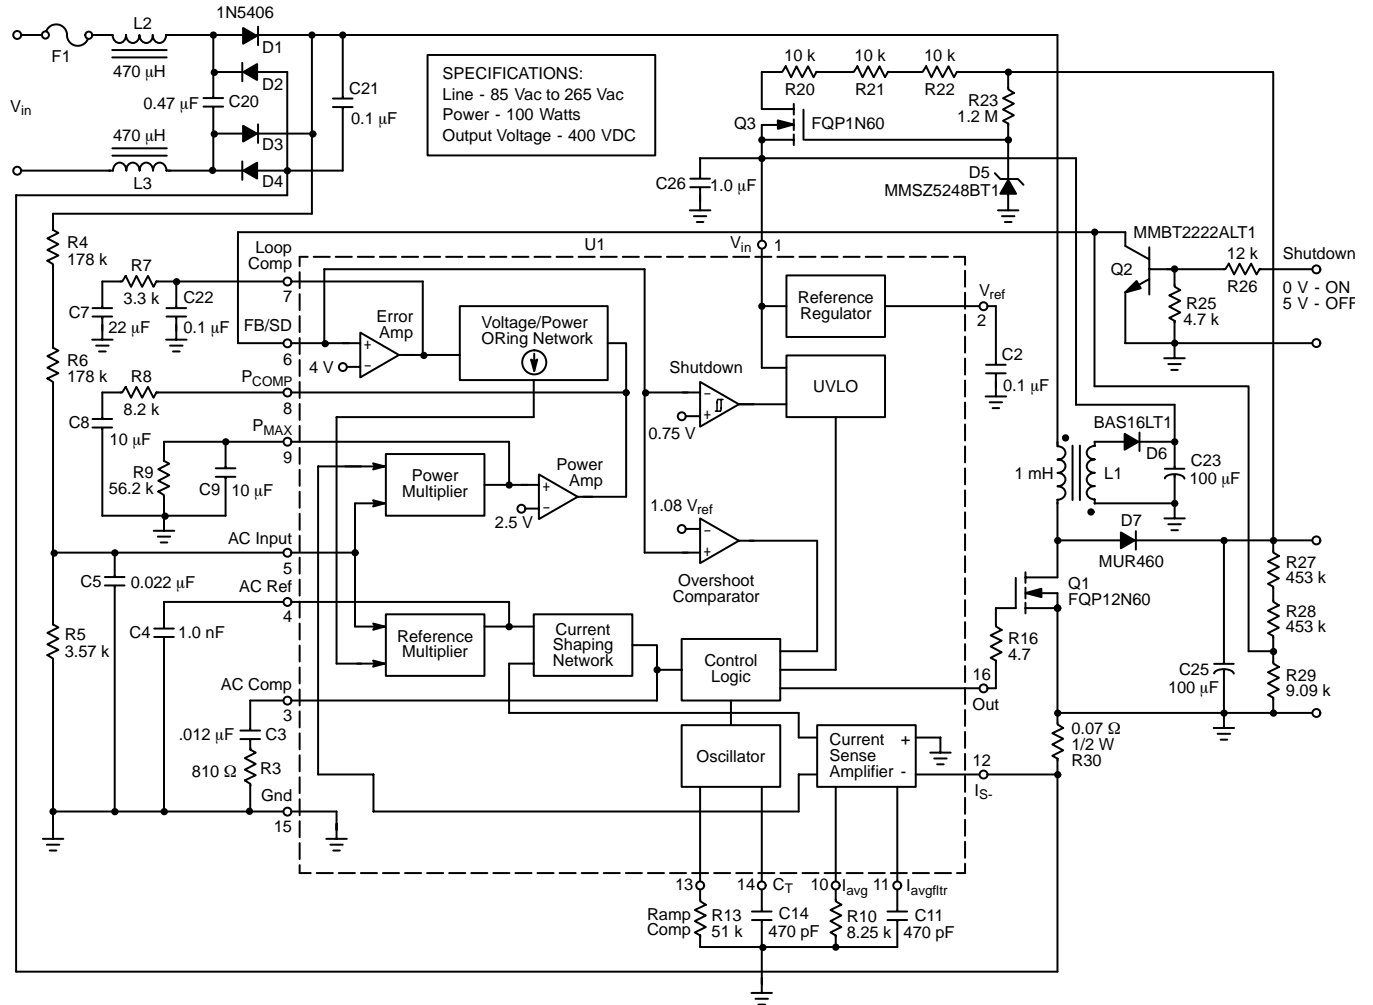 1N5406
L2
F1
470 μH
D1
D2
0.47 μF
C20
C21
0.1 μF
V_in
470 μH
D3
D4
L3
SPECIFICATIONS:
Line - 85 Vac to 265 Vac
Power - 100 Watts
Output Voltage - 400 VDC
10 k
R20
10 k
R21
10 k
R22
R23
1.2 M
Q3
FQP1N60
C26
1.0 μF
D5
MMSZ5248BT1
R4
178 k
R7
3.3 k
C22
0.1 μF
C7
22 μF
R6
178 k
R8
8.2 k
C8
10 μF
R9
56.2 k
C9
10 μF
C5
0.022 μF
R5
3.57 k
C4
1.0 nF
.012 μF
C3
810 Ω
R3
Loop
Comp
7
FB/SD
6
P_COMP
8
P_MAX
9
AC Input
5
AC Ref
4
AC Comp
3
Gnd
15
U1
V_in
1
Error
Amp
4 V
+
-
Voltage/Power
ORing Network
Power
Multiplier
Power
Amp
+
-
2.5 V
Shutdown
-
+
0.75 V
Reference
Regulator
UVLO
V_ref
2
C2
0.1 μF
1.08 V_ref
-
+
Overshoot
Comparator
Reference
Multiplier
Current
Shaping
Network
Control
Logic
Oscillator
Current
Sense
Amplifier
+
-
16
Out
12
I_S-
13
Ramp
Comp
R13
51 k
14
C_T
C14
470 pF
10
I_avg
R10
8.25 k
11
I_avgfltr
C11
470 pF
MMBT2222ALT1
Q2
12 k
R26
R25
4.7 k
Shutdown
0 V - ON
5 V - OFF
BAS16LT1
D6
1 mH
L1
C23
100 μF
D7
MUR460
Q1
FQP12N60
R16
4.7
R27
453 k
R28
453 k
C25
100 μF
R29
9.09 k
0.07 Ω
1/2 W
R30